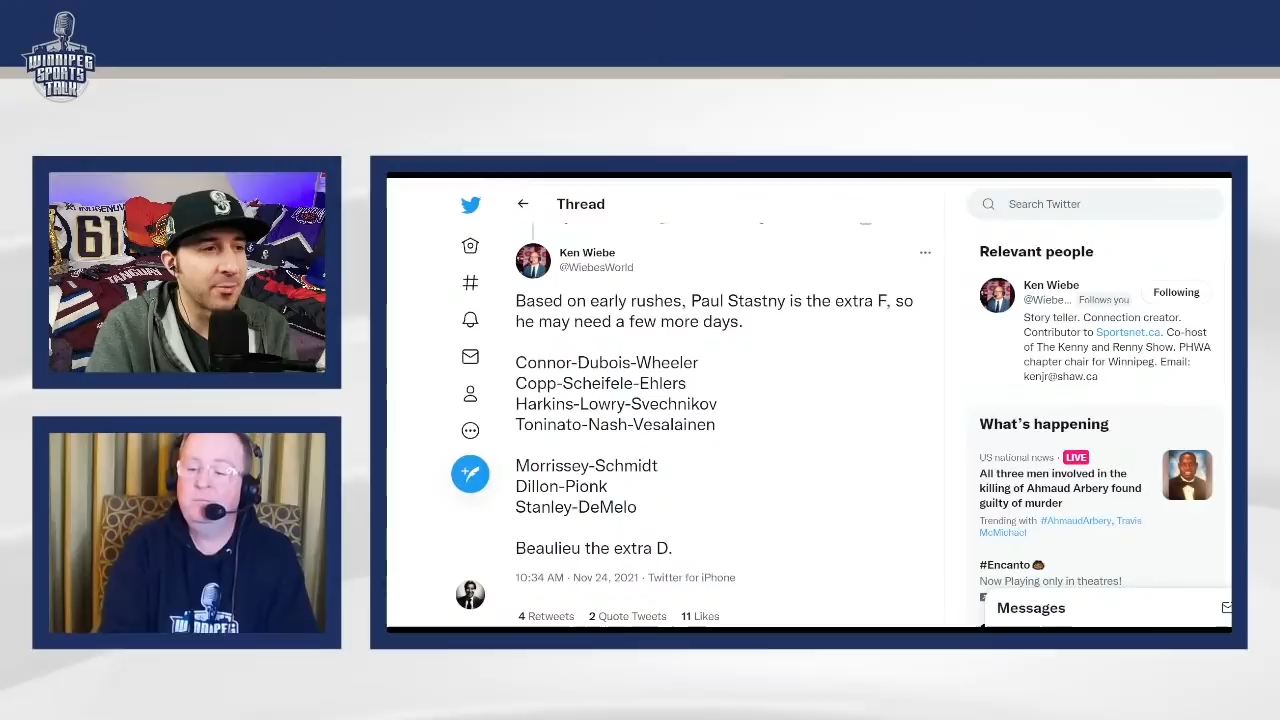 WINNIPEG
SPORTS
TALK
61
WINNIPEG
Thread
Ken Wiebe
@WiebesWorld
Based on early rushes, Paul Stastny is the extra F, so
he may need a few more days.
Connor-Dubois-Wheeler
Copp-Scheifele-Ehlers
Harkins-Lowry-Svechnikov
Toninato-Nash-Vesalainen
Morrissey-Schmidt
Dillon-Pionk
Stanley-DeMelo
Beaulieu the extra D.
10:34 AM · Nov 24, 2021 · Twitter for iPhone
4 Retweets 2 Quote Tweets 11 Likes
Search Twitter
Relevant people
Ken Wiebe
@Wiebe... Follows you
Following
Story teller. Connection creator.
Contributor to Sportsnet.ca. Co-host
of The Kenny and Renny Show. PHWA
chapter chair for Winnipeg. Email:
kenjr@shaw.ca
What's happening
US national news · LIVE
All three men involved in the
killing of Ahmaud Arbery found
guilty of murder
Trending with #AhmaudArbery, Travis
McMichael
#Encanto
Now Playing only in theatres!
Messages